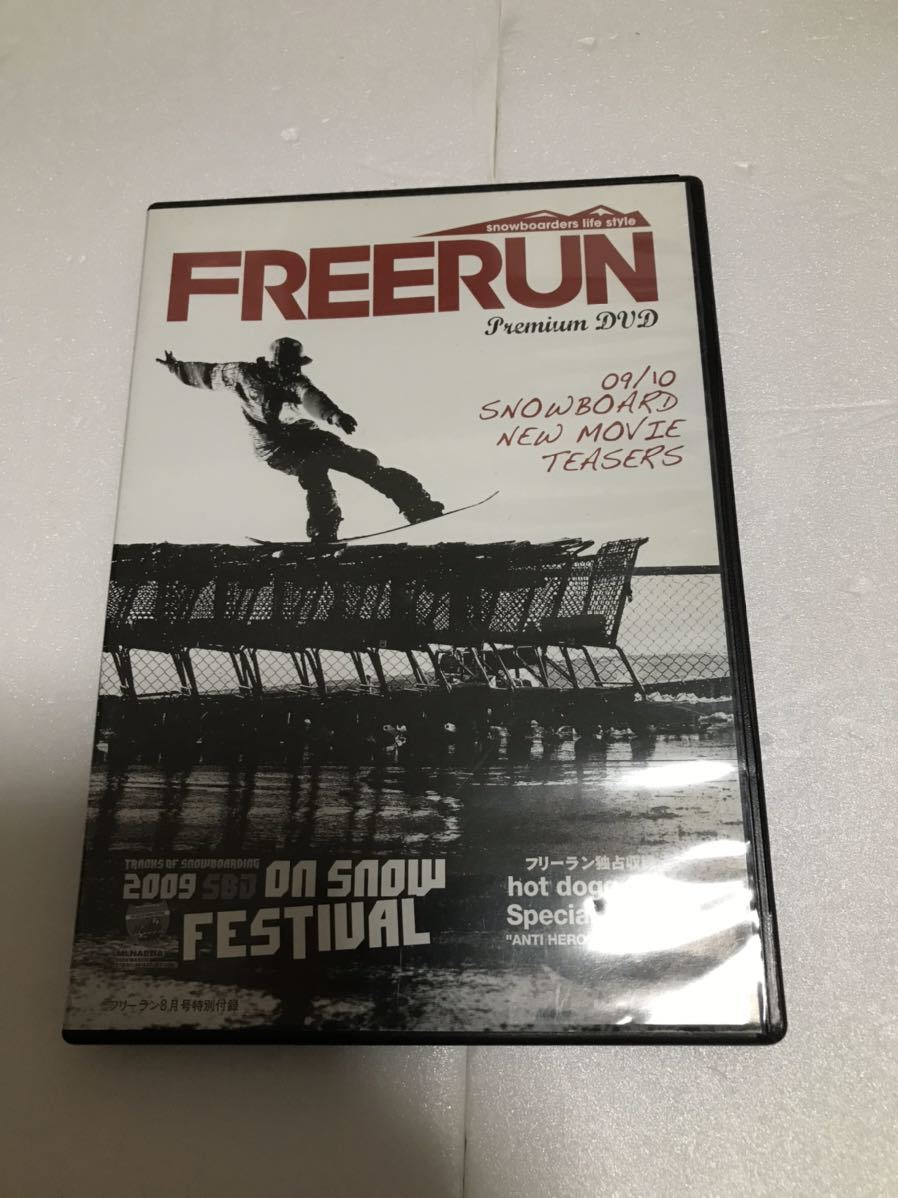 snowboarders life style
FREERUN
Premium DVD
09/10
SNOWBOARD
NEW MOVIE
TEASERS
TRACKS OF SNOWBOARDING
2009 SBJ ON SNOW
FESTIVAL
フリーラン独占収
hot dogg
Specia
"ANTI HERO
フリーラン8月号特別付録